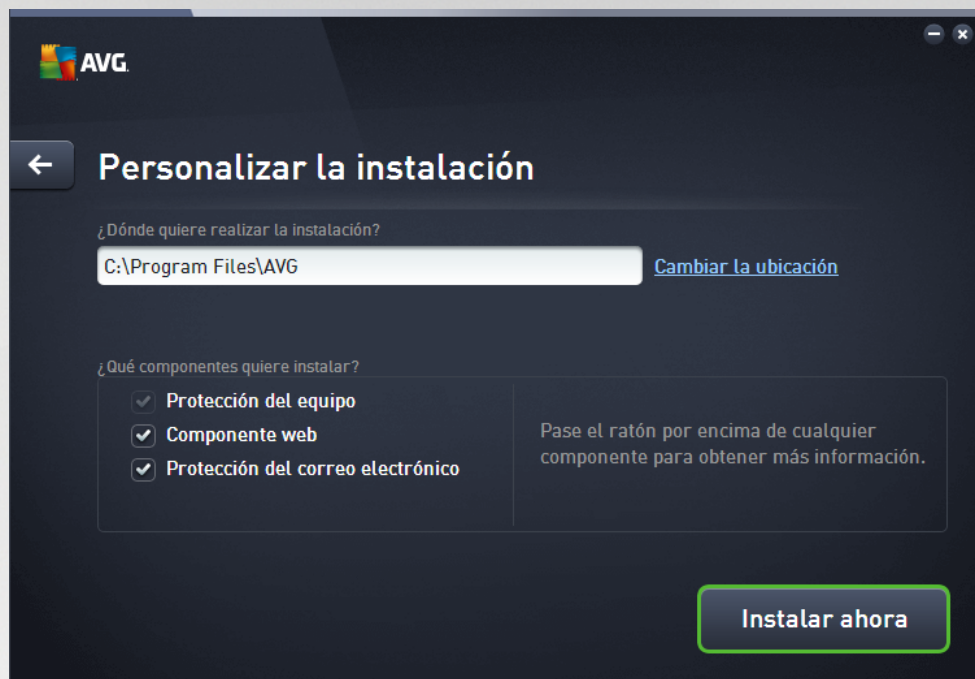 AVG.
Personalizar la instalación
¿Dónde quiere realizar la instalación?
C:\Program Files\AVG
Cambiar la ubicación
¿Qué componentes quiere instalar?
Protección del equipo
Componente web
Protección del correo electrónico
Pase el ratón por encima de cualquier
componente para obtener más información.
Instalar ahora